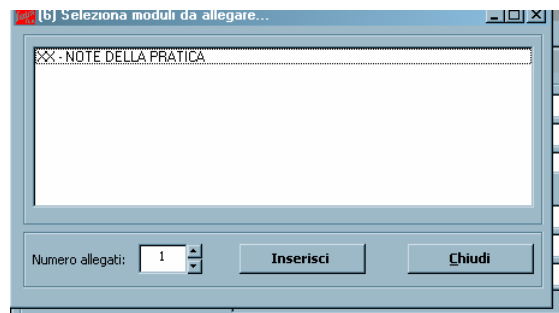 [6] Seleziona moduli da allegare...
XX - NOTE DELLA PRATICA
Numero allegati: 1 Inserisci Chiudi